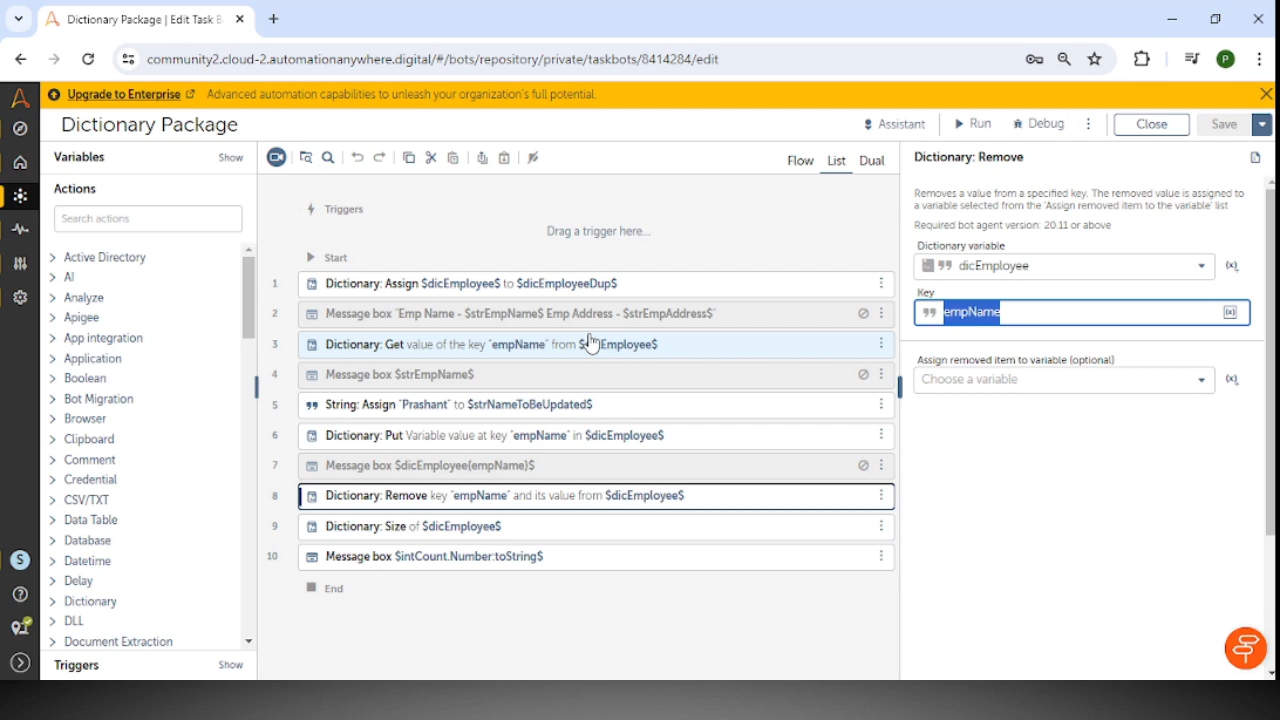 Dictionary Package | Edit Task B
community2.cloud-2.automationanywhere.digital/#/bots/repository/private/taskbots/8414284/edit
P
Upgrade to Enterprise Advanced automation capabilities to unleash your organization's full potential.
Dictionary Package
Assistant
Run
Debug
Close
Save
Variables
Show
Actions
Search actions
Active Directory
AI
Analyze
Apigee
App integration
Application
Boolean
Bot Migration
Browser
Clipboard
Comment
Credential
CSV/TXT
Data Table
Database
Datetime
Delay
Dictionary
DLL
Document Extraction
Triggers
Show
S
Flow
List
Dual
Triggers
Drag a trigger here...
Start
1 Dictionary: Assign $dicEmployee$ to $dicEmployeeDup$
2 Message box "Emp Name - $strEmpName$ Emp Address - $strEmpAddress$"
3 Dictionary: Get value of the key "empName" from $ Employee$
4 Message box $strEmpName$
5 String: Assign "Prashant" to $strNameToBeUpdated$
6 Dictionary: Put Variable value at key "empName" in $dicEmployee$
7 Message box $dicEmployee{empName}$
8 Dictionary: Remove key "empName" and its value from $dicEmployee$
9 Dictionary: Size of $dicEmployee$
10 Message box $intCount.Number:toString$
End
Dictionary: Remove
Removes a value from a specified key. The removed value is assigned to
a variable selected from the 'Assign removed item to the variable' list
Required bot agent version: 20.11 or above
Dictionary variable
dicEmployee
(x)
Key
empName
(x)
Assign removed item to variable (optional)
Choose a variable
(x)